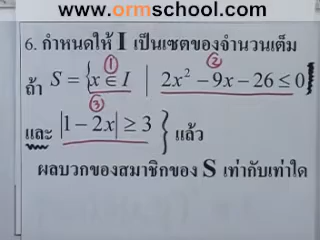 www.ormschool.com
6. กำหนดให้ I เป็นเซตของจำนวนเต็ม
① ②
ถ้า S = { x ∈ I | 2x² − 9x − 26 ≤ 0
③
และ |1 − 2x| ≥ 3 } แล้ว
ผลบวกของสมาชิกของ S เท่ากับเท่าใด